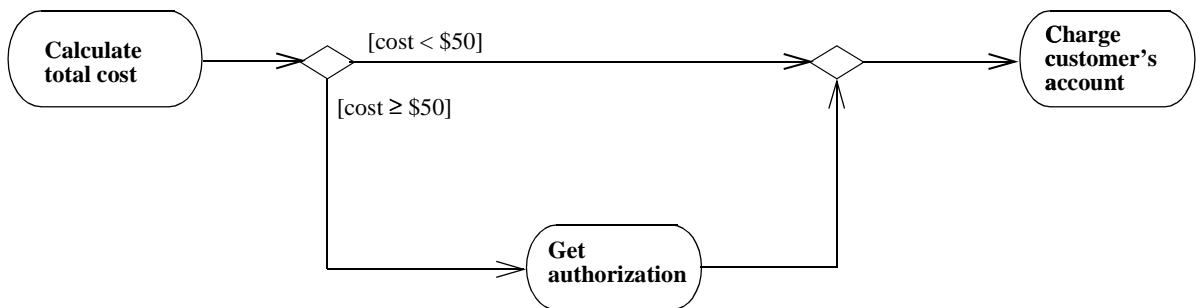 Calculate
total cost
[cost < $50]
[cost ≥ $50]
Get
authorization
Charge
customer’s
account